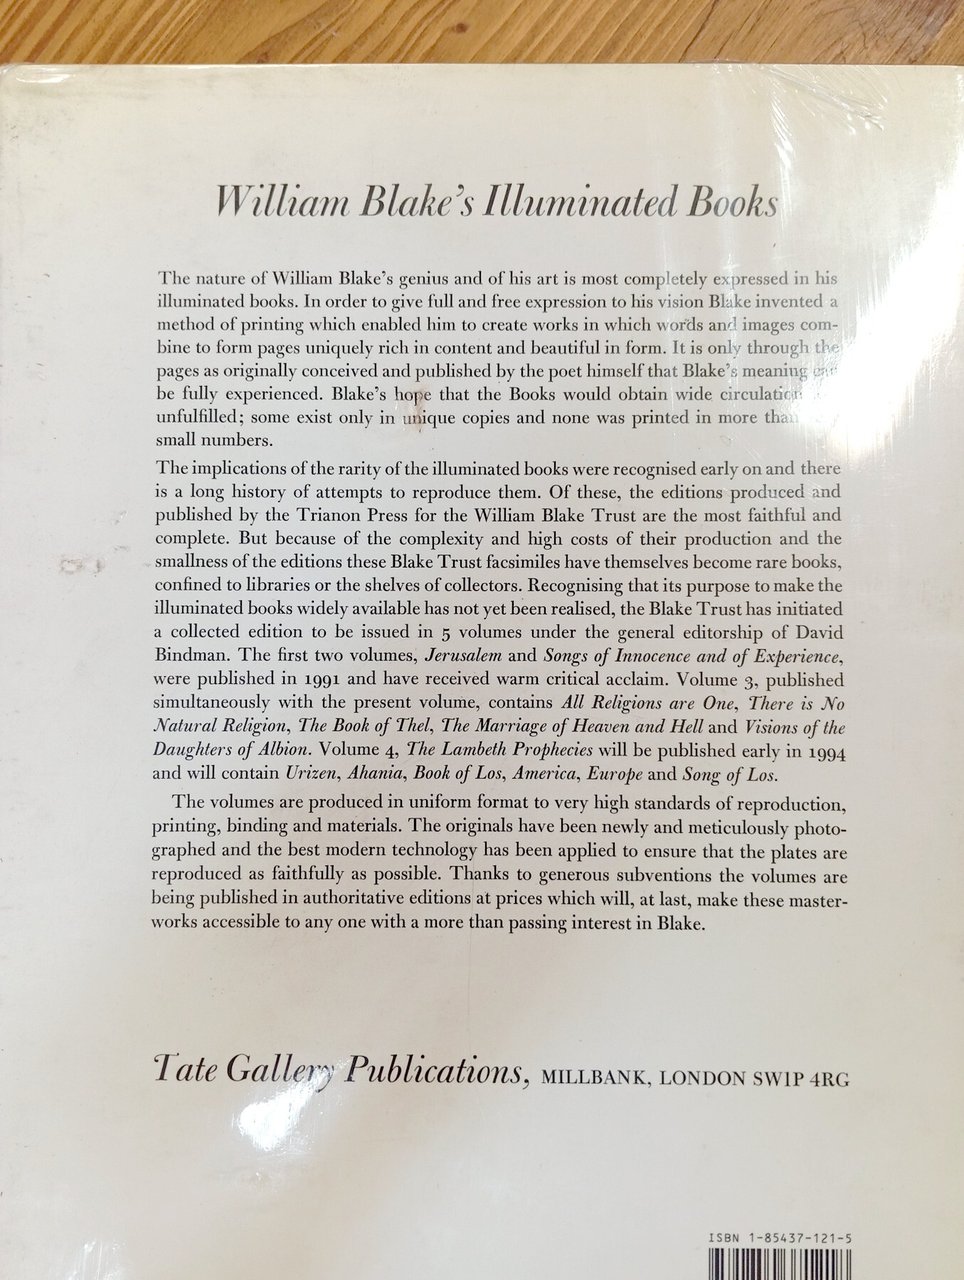 William Blake's Illuminated Books
The nature of William Blake's genius and of his art is most completely expressed in his
illuminated books. In order to give full and free expression to his vision Blake invented a
method of printing which enabled him to create works in which words and images com-
bine to form pages uniquely rich in content and beautiful in form. It is only through the
pages as originally conceived and published by the poet himself that Blake's meaning can
be fully experienced. Blake's hope that the Books would obtain wide circulation
unfulfilled; some exist only in unique copies and none was printed in more than
small numbers.
The implications of the rarity of the illuminated books were recognised early on and there
is a long history of attempts to reproduce them. Of these, the editions produced and
published by the Trianon Press for the William Blake Trust are the most faithful and
complete. But because of the complexity and high costs of their production and the
smallness of the editions these Blake Trust facsimiles have themselves become rare books,
confined to libraries or the shelves of collectors. Recognising that its purpose to make the
illuminated books widely available has not yet been realised, the Blake Trust has initiated
a collected edition to be issued in 5 volumes under the general editorship of David
Bindman. The first two volumes, Jerusalem and Songs of Innocence and of Experience,
were published in 1991 and have received warm critical acclaim. Volume 3, published
simultaneously with the present volume, contains All Religions are One, There is No
Natural Religion, The Book of Thel, The Marriage of Heaven and Hell and Visions of the
Daughters of Albion. Volume 4, The Lambeth Prophecies will be published early in 1994
and will contain Urizen, Ahania, Book of Los, America, Europe and Song of Los.
The volumes are produced in uniform format to very high standards of reproduction,
printing, binding and materials. The originals have been newly and meticulously photo-
graphed and the best modern technology has been applied to ensure that the plates are
reproduced as faithfully as possible. Thanks to generous subventions the volumes are
being published in authoritative editions at prices which will, at last, make these master-
works accessible to any one with a more than passing interest in Blake.
Tate Gallery Publications, MILLBANK, LONDON SW1P 4RG
ISBN 1-85437-121-5